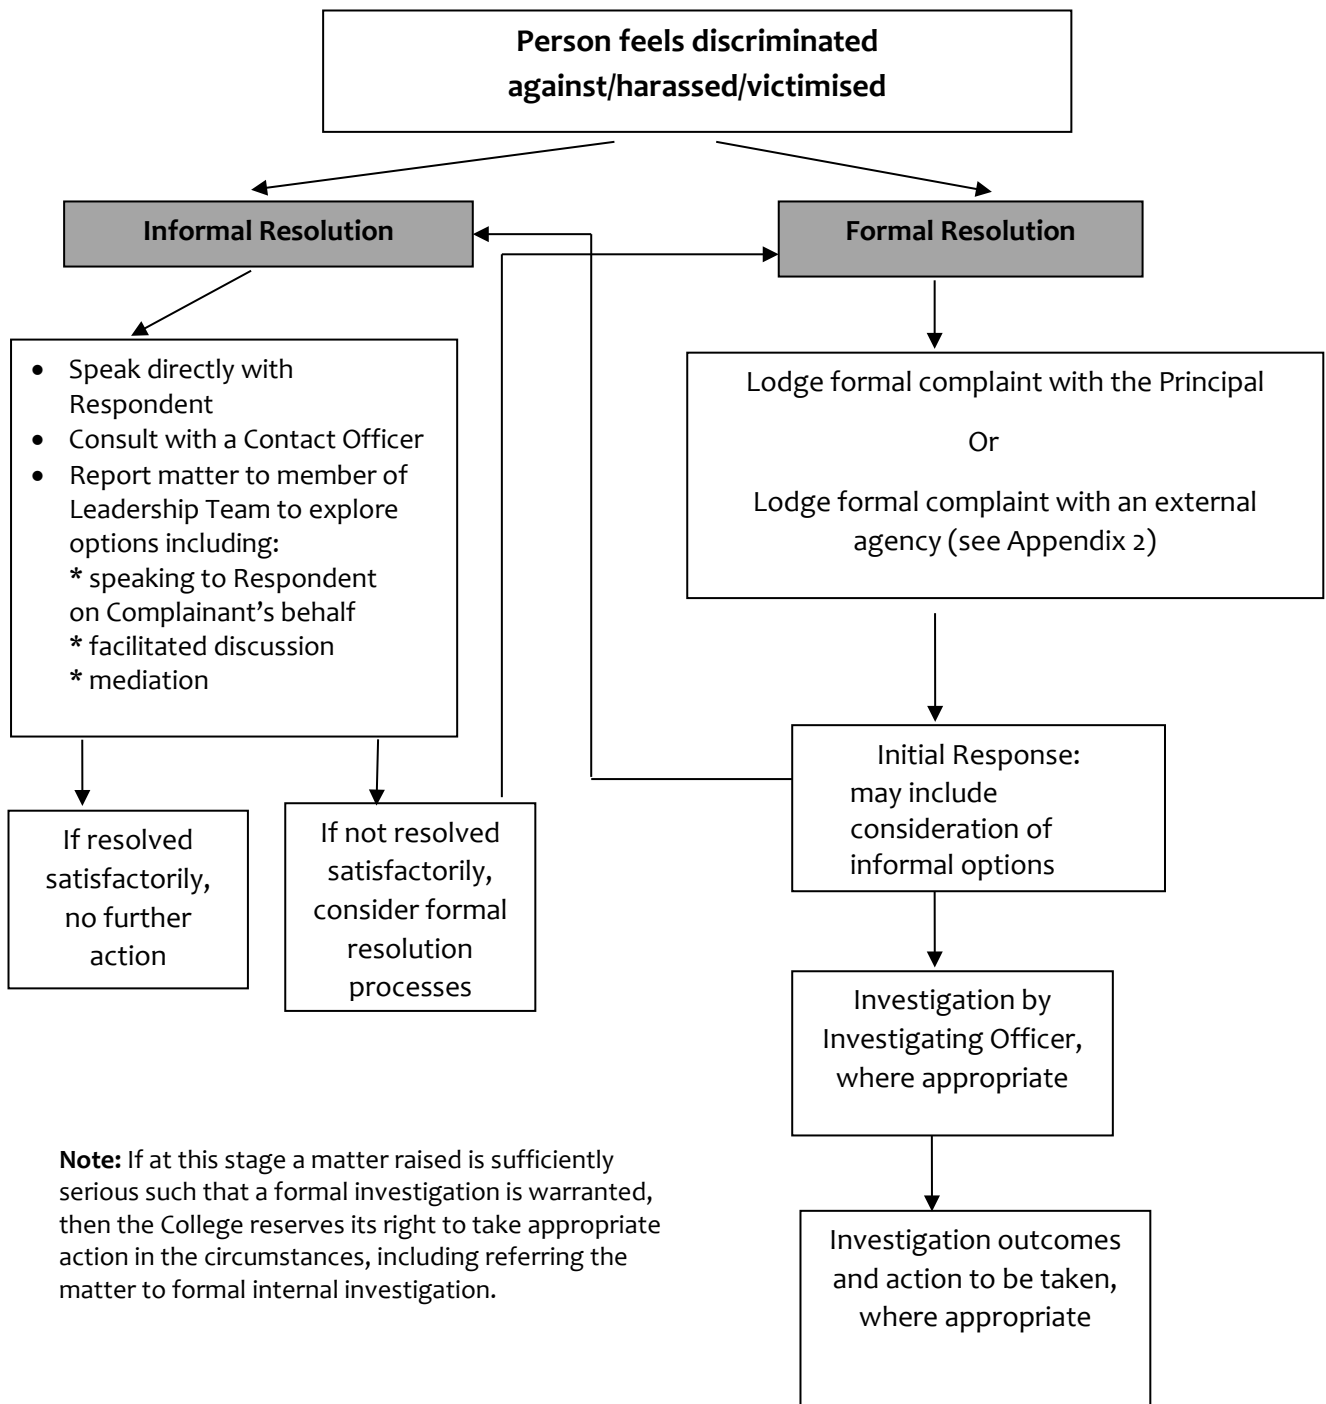 Person feels discriminated
against/harassed/victimised
Informal Resolution
Formal Resolution
• Speak directly with
Respondent
• Consult with a Contact Officer
• Report matter to member of
Leadership Team to explore
options including:
* speaking to Respondent
on Complainant’s behalf
* facilitated discussion
* mediation
Lodge formal complaint with the Principal
Or
Lodge formal complaint with an external
agency (see Appendix 2)
If resolved
satisfactorily,
no further
action
If not resolved
satisfactorily,
consider formal
resolution
processes
Initial Response:
may include
consideration of
informal options
Investigation by
Investigating Officer,
where appropriate
Note: If at this stage a matter raised is sufficiently
serious such that a formal investigation is warranted,
then the College reserves its right to take appropriate
action in the circumstances, including referring the
matter to formal internal investigation.
Investigation outcomes
and action to be taken,
where appropriate